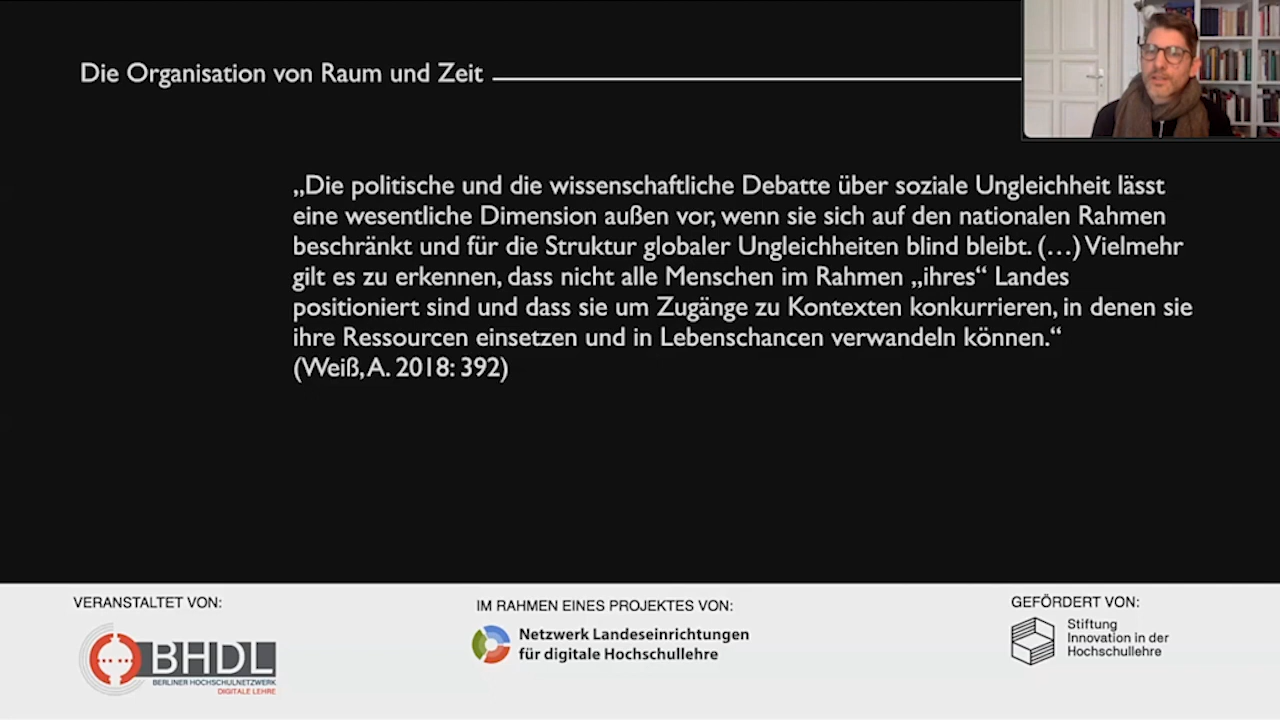 Die Organisation von Raum und Zeit
„Die politische und die wissenschaftliche Debatte über soziale Ungleichheit lässt
eine wesentliche Dimension außen vor, wenn sie sich auf den nationalen Rahmen
beschränkt und für die Struktur globaler Ungleichheiten blind bleibt. (…) Vielmehr
gilt es zu erkennen, dass nicht alle Menschen im Rahmen „ihres“ Landes
positioniert sind und dass sie um Zugänge zu Kontexten konkurrieren, in denen sie
ihre Ressourcen einsetzen und in Lebenschancen verwandeln können.“
(Weiß, A. 2018: 392)
VERANSTALTET VON:
BHDL
BERLINER HOCHSCHULNETZWERK
DIGITALE LEHRE
IM RAHMEN EINES PROJEKTES VON:
Netzwerk Landeseinrichtungen
für digitale Hochschullehre
GEFÖRDERT VON:
Stiftung
Innovation in der
Hochschullehre